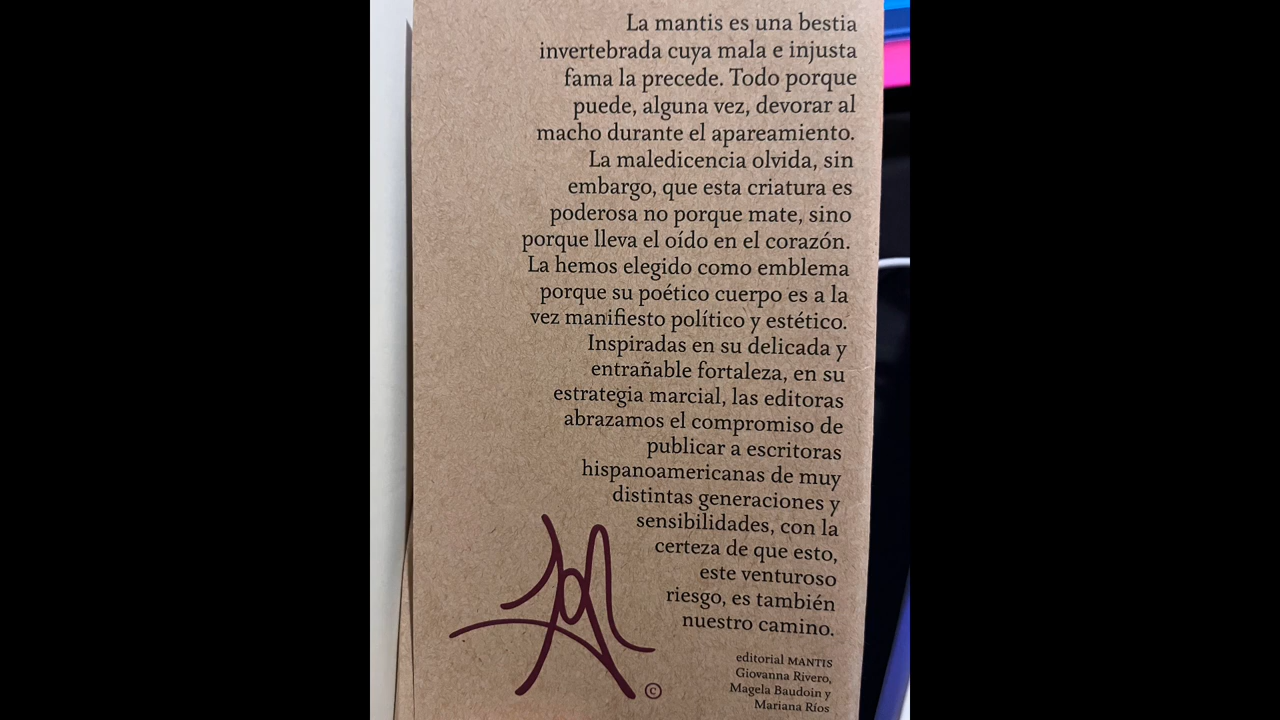 La mantis es una bestia
invertebrada cuya mala e injusta
fama la precede. Todo porque
puede, alguna vez, devorar al
macho durante el apareamiento.
La maledicencia olvida, sin
embargo, que esta criatura es
poderosa no porque mate, sino
porque lleva el oído en el corazón.
La hemos elegido como emblema
porque su poético cuerpo es a la
vez manifiesto político y estético.
Inspiradas en su delicada y
entrañable fortaleza, en su
estrategia marcial, las editoras
abrazamos el compromiso de
publicar a escritoras
hispanoamericanas de muy
distintas generaciones y
sensibilidades, con la
certeza de que esto,
este venturoso
riesgo, es también
nuestro camino.
editorial MANTIS
Giovanna Rivero,
Magela Baudoin y
Mariana Ríos
©